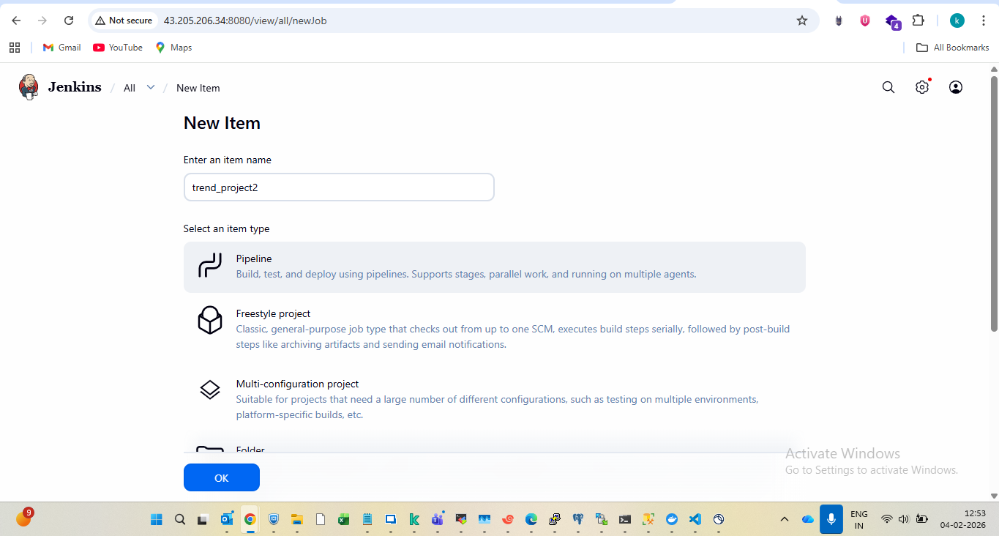 Not secure
43.205.206.34:8080/view/all/newJob
4
k
Gmail
YouTube
Maps
All Bookmarks
Jenkins / All / New Item
New Item
Enter an item name
trend_project2
Select an item type
Pipeline
Build, test, and deploy using pipelines. Supports stages, parallel work, and running on multiple agents.
Freestyle project
Classic, general-purpose job type that checks out from up to one SCM, executes build steps serially, followed by post-build
steps like archiving artifacts and sending email notifications.
Multi-configuration project
Suitable for projects that need a large number of different configurations, such as testing on multiple environments,
platform-specific builds, etc.
Folder
OK
Activate Windows
Go to Settings to activate Windows.
9
ENG
IN
12:53
04-02-2026